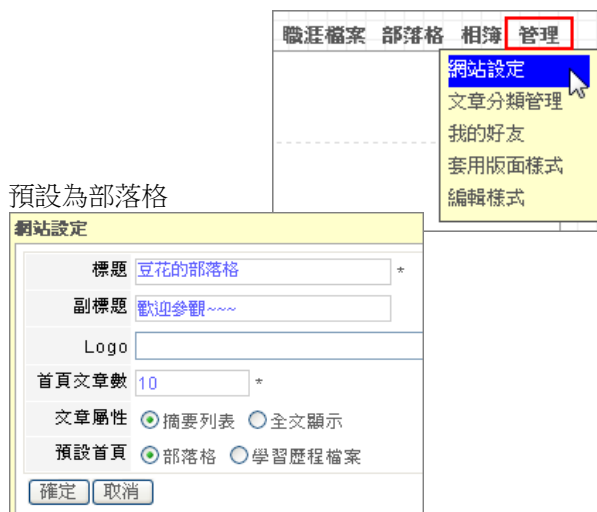 職涯檔案 部落格 相簿 管理
網站設定
文章分類管理
我的好友
套用版面樣式
編輯樣式
預設為部落格
網站設定
標題 豆花的部落格 *
副標題 歡迎參觀~~~
Logo
首頁文章數 10 *
文章屬性 摘要列表 全文顯示
預設首頁 部落格 學習歷程檔案
確定 取消